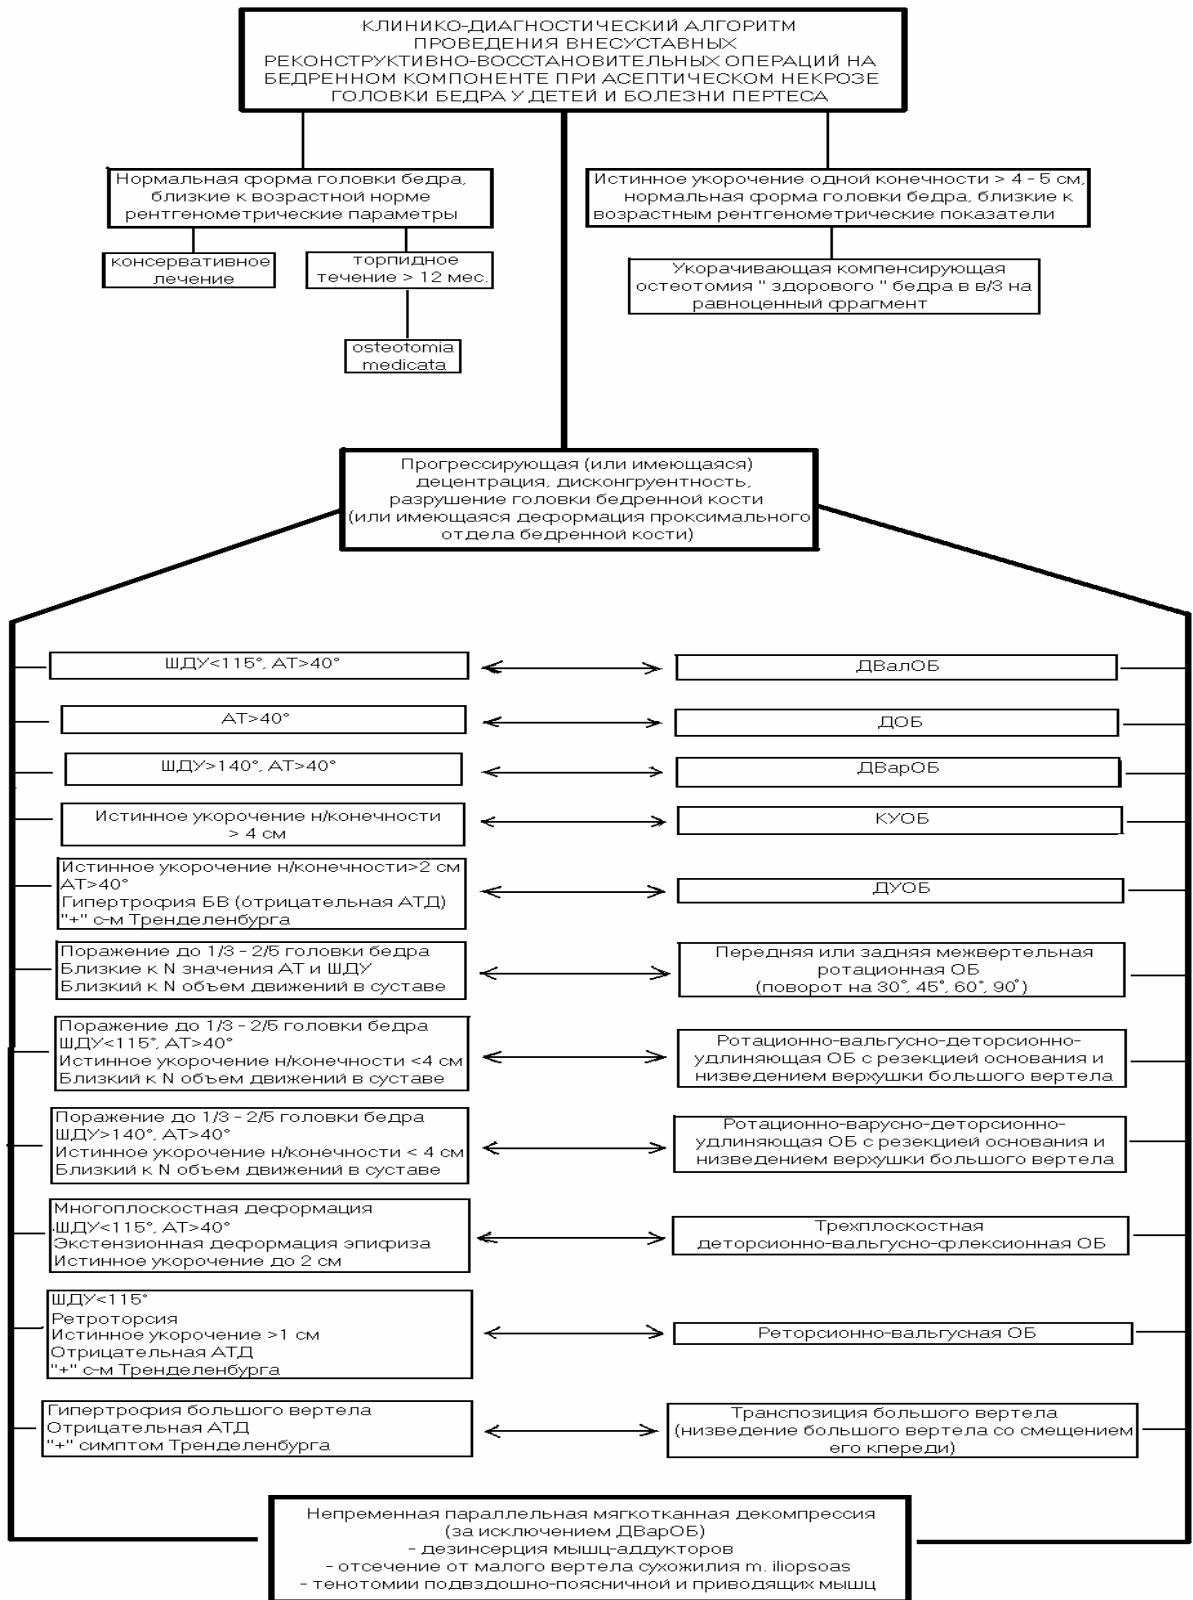 КЛИНИКО-ДИАГНОСТИЧЕСКИЙ АЛГОРИТМ
ПРОВЕДЕНИЯ ВНЕСУСТАВНЫХ
РЕКОНСТРУКТИВНО-ВОССТАНОВИТЕЛЬНЫХ ОПЕРАЦИЙ НА
БЕДРЕННОМ КОМПОНЕНТЕ ПРИ АСЕПТИЧЕСКОМ НЕКРОЗЕ
ГОЛОВКИ БЕДРА У ДЕТЕЙ И БОЛЕЗНИ ПЕРТЕСА
Нормальная форма головки бедра,
близкие к возрастной норме
рентгенометрические параметры
консервативное
лечение
торпидное
течение > 12 мес.
osteotomia
medicata
Истинное укорочение одной конечности > 4 - 5 см,
нормальная форма головки бедра, близкие к
возрастным рентгенометрические показатели
Укорачивающая компенсирующая
остеотомия " здорового " бедра в в/3 на
равноценный фрагмент
Прогрессирующая (или имеющаяся)
децентрация, дисконгруентность,
разрушение головки бедренной кости
(или имеющаяся деформация проксимального
отдела бедренной кости)
ШДУ<115°, АТ>40°
ДВалОБ
АТ>40°
ДОБ
ШДУ>140°, АТ>40°
ДВарОБ
Истинное укорочение н/конечности
> 4 см
КУОБ
Истинное укорочение н/конечности>2 см
АТ>40°
Гипертрофия БВ (отрицательная АТД)
"+" с-м Тренделенбурга
ДУОБ
Поражение до 1/3 - 2/5 головки бедра
Близкие к N значения АТ и ШДУ
Близкий к N объем движений в суставе
Передняя или задняя межвертельная
ротационная ОБ
(поворот на 30°, 45°, 60°, 90°)
Поражение до 1/3 - 2/5 головки бедра
ШДУ<115°, АТ>40°
Истинное укорочение н/конечности <4 см
Близкий к N объем движений в суставе
Ротационно-вальгусно-деторсионно-
удлиняющая ОБ с резекцией основания и
низведением верхушки большого вертела
Поражение до 1/3 - 2/5 головки бедра
ШДУ>140°, АТ>40°
Истинное укорочение н/конечности < 4 см
Близкий к N объем движений в суставе
Ротационно-варусно-деторсионно-
удлиняющая ОБ с резекцией основания и
низведением верхушки большого вертела
Многоплоскостная деформация
ШДУ<115°, АТ>40°
Экстензионная деформация эпифиза
Истинное укорочение до 2 см
Трехплоскостная
деторсионно-вальгусно-флексионная ОБ
ШДУ<115°
Ретроторсия
Истинное укорочение >1 см
Отрицательная АТД
"+" с-м Тренделенбурга
Реторсионно-вальгусная ОБ
Гипертрофия большого вертела
Отрицательная АТД
"+" симптом Тренделенбурга
Транспозиция большого вертела
(низведение большого вертела со смещением
его кпереди)
Непременная параллельная мягкотканная декомпрессия
(за исключением ДВарОБ)
- дезинсерция мышц-аддукторов
- отсечение от малого вертела сухожилия m. iliopsoas
- тенотомии подвздошно-поясничной и приводящих мышц